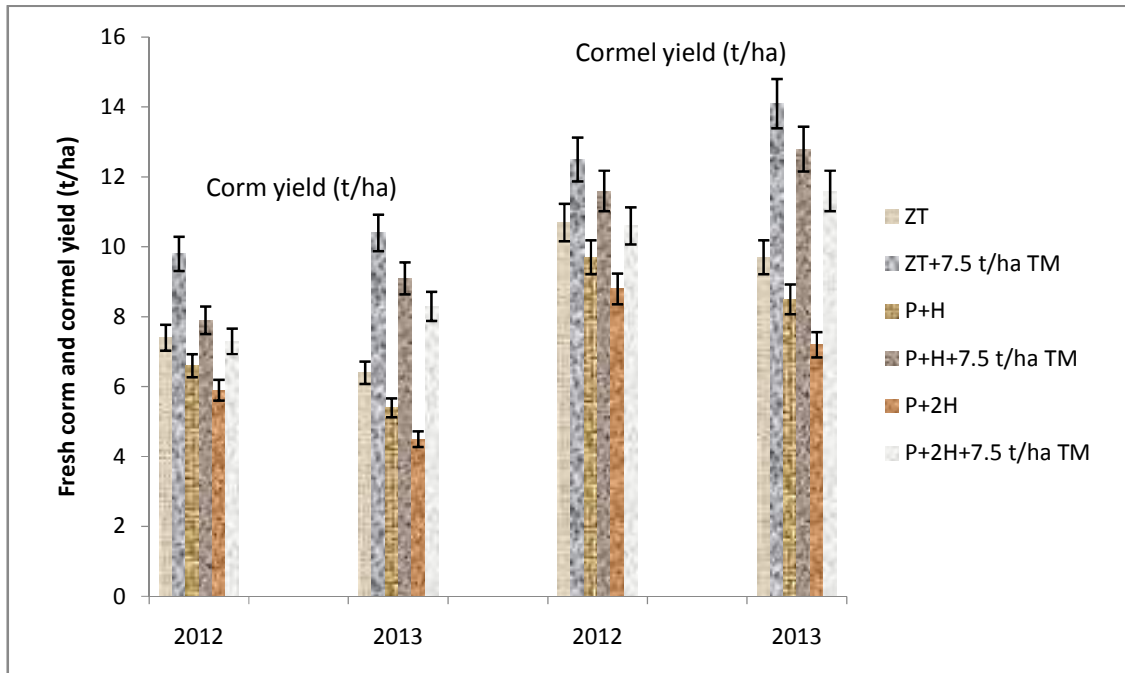 Fresh corm and cormel yield (t/ha)
16
14
12
10
8
6
4
2
0
Corm yield (t/ha)
Cormel yield (t/ha)
2012
2013
2012
2013
ZT
ZT+7.5 t/ha TM
P+H
P+H+7.5 t/ha TM
P+2H
P+2H+7.5 t/ha TM